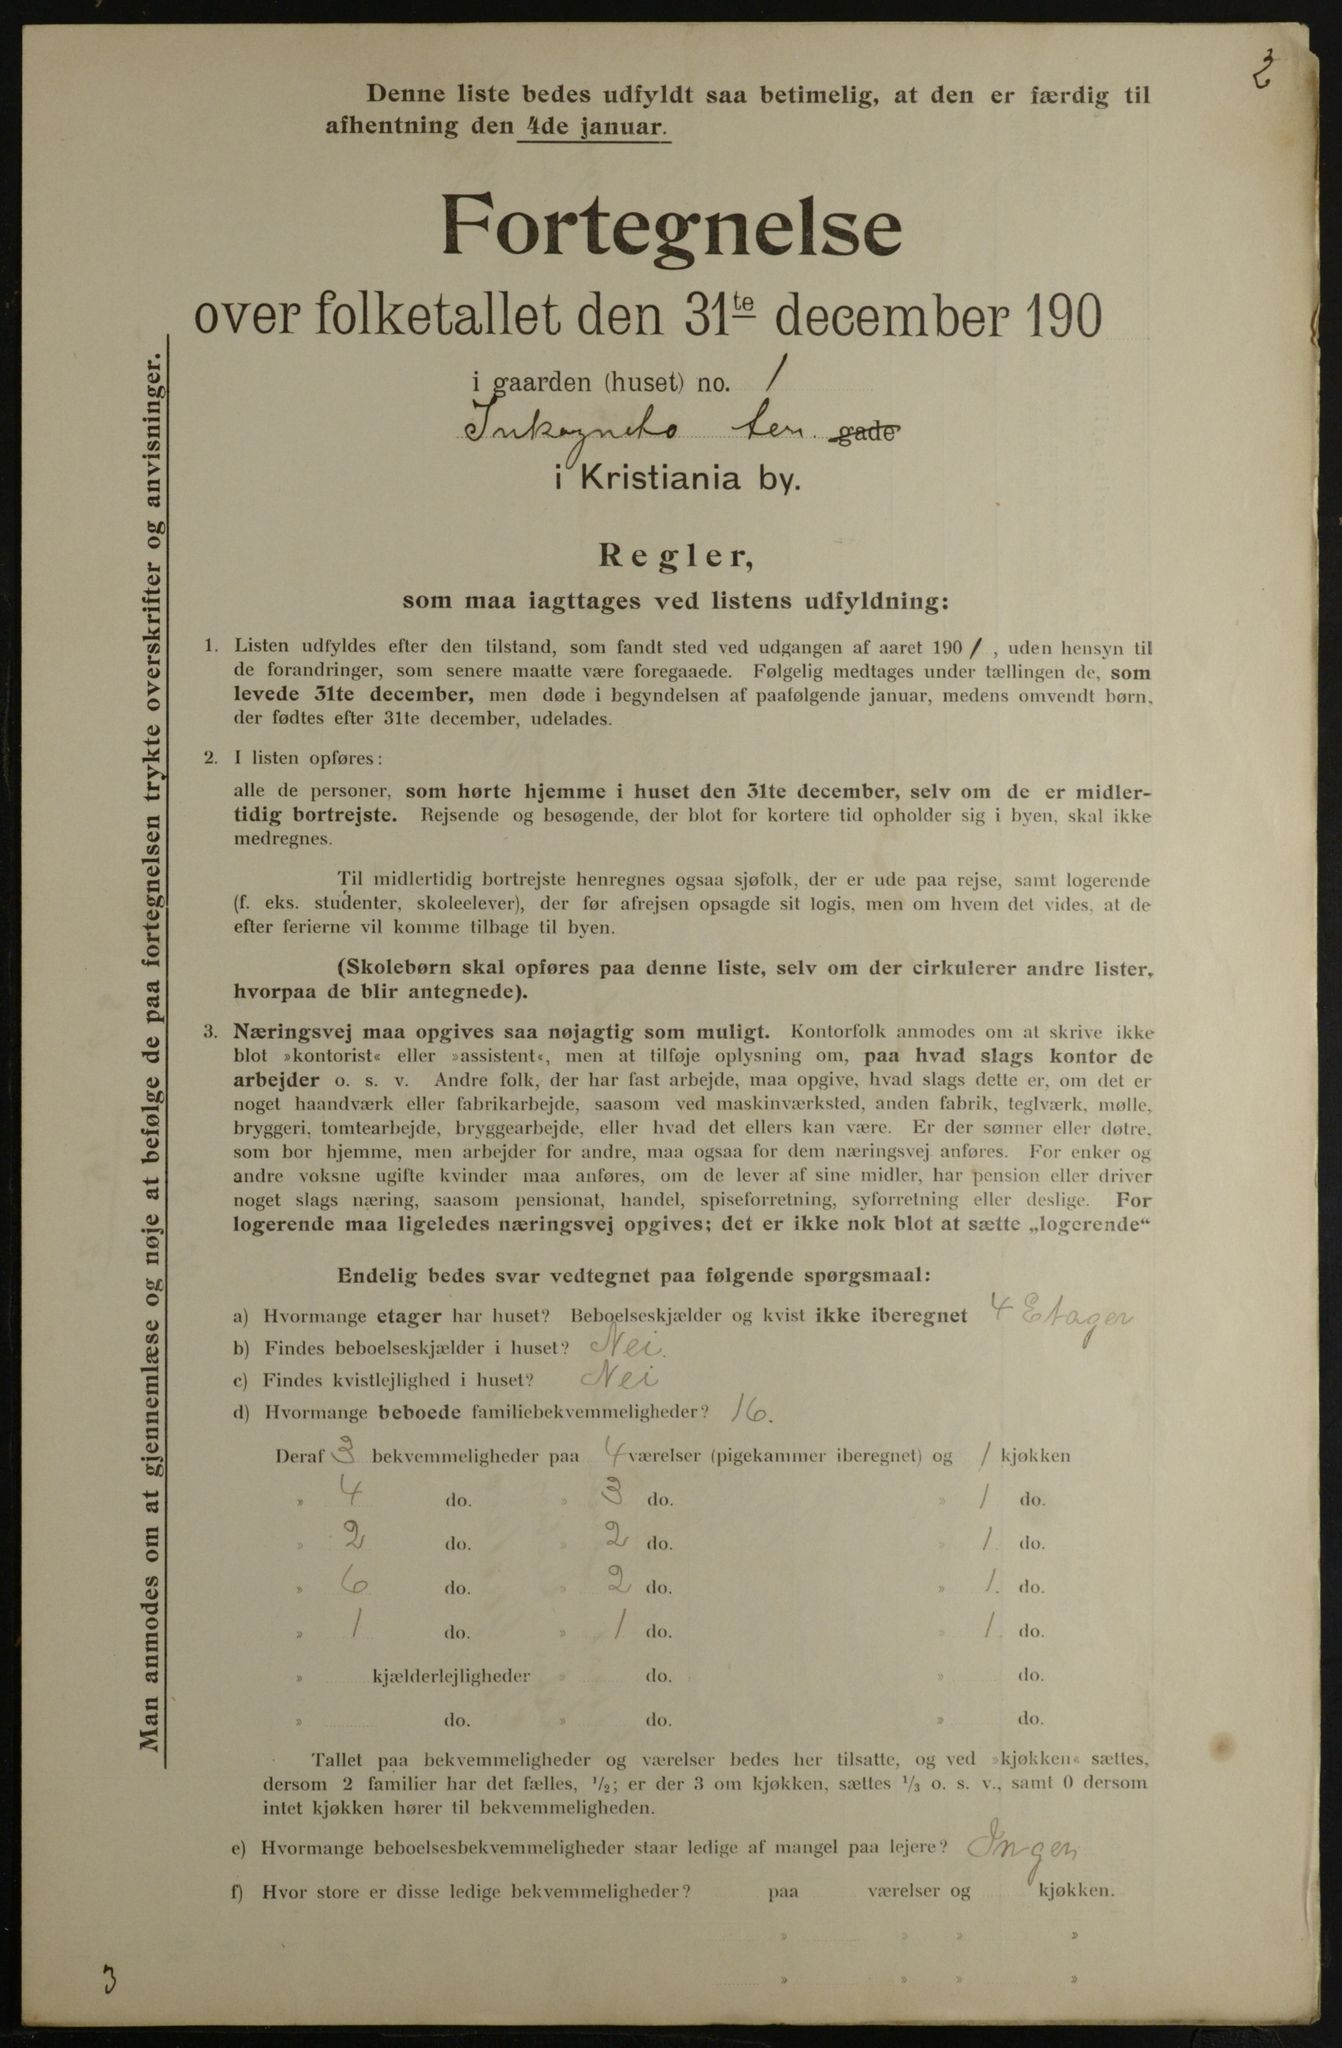 2
Denne liste bedes udfyldt saa betimelig, at den er færdig til
afhentning den 4de januar.
Fortegnelse
over folketallet den 31te december 190
i gaarden (huset) no. 1
Inkogneto ter. gade
i Kristiania by.
Regler,
som maa iagttages ved listens udfyldning:
1. Listen udfyldes efter den tilstand, som fandt sted ved udgangen af aaret 190 1, uden hensyn til
de forandringer, som senere maatte være foregaaede. Følgelig medtages under tællingen de, som
levede 31te december, men døde i begyndelsen af paafølgende januar, medens omvendt børn,
der fødtes efter 31te december, udelades.
2. I listen opføres:
alle de personer, som hørte hjemme i huset den 31te december, selv om de er midler-
tidig bortrejste. Rejsende og besøgende, der blot for kortere tid opholder sig i byen, skal ikke
medregnes.
Til midlertidig bortrejste henregnes ogsaa sjøfolk, der er ude paa rejse, samt logerende
(f. eks. studenter, skoleelever), der før afrejsen opsagde sit logis, men om hvem det vides, at de
efter ferierne vil komme tilbage til byen.
(Skolebørn skal opføres paa denne liste, selv om der cirkulerer andre lister,
hvorpaa de blir antegnede).
3. Næringsvej maa opgives saa nøjagtig som muligt. Kontorfolk anmodes om at skrive ikke
blot »kontorist« eller »assistent«, men at tilføje oplysning om, paa hvad slags kontor de
arbejder o. s. v. Andre folk, der har fast arbejde, maa opgive, hvad slags dette er, om det er
noget haandværk eller fabrikarbejde, saasom ved maskinværksted, anden fabrik, teglværk, mølle,
bryggeri, tomtearbejde, bryggearbejde, eller hvad det ellers kan være. Er der sønner eller døtre,
som bor hjemme, men arbejder for andre, maa ogsaa for dem næringsvej anføres. For enker og
andre voksne ugifte kvinder maa anføres, om de lever af sine midler, har pension eller driver
noget slags næring, saasom pensionat, handel, spiseforretning, syforretning eller deslige. For
logerende maa ligeledes næringsvej opgives; det er ikke nok blot at sætte „logerende“
Endelig bedes svar vedtegnet paa følgende spørgsmaal:
a) Hvormange etager har huset? Beboelseskjælder og kvist ikke iberegnet 4 Etager
b) Findes beboelseskjælder i huset? Nei.
c) Findes kvistlejlighed i huset? Nei
d) Hvormange beboede familiebekvemmeligheder? 16.
Deraf 3 bekvemmeligheder paa 4 værelser (pigekammer iberegnet) og 1 kjøkken
» 4 do. » 3 do. » 1 do.
» 2 do. » 2 do. » 1. do.
» 6 do. » 2 do. » 1. do.
» 1 do. » 1 do. » 1. do.
» kjælderlejligheder » do. » do.
» do. » do. » do.
Tallet paa bekvemmeligheder og værelser bedes her tilsatte, og ved »kjøkken« sættes,
dersom 2 familier har det fælles, 1/2; er der 3 om kjøkken, sættes 1/3 o. s. v., samt 0 dersom
intet kjøkken hører til bekvemmeligheden.
e) Hvormange beboelsesbekvemmeligheder staar ledige af mangel paa lejere? Ingen
f) Hvor store er disse ledige bekvemmeligheder? paa værelser og kjøkken.
» » » »
» » » »
3
Man anmodes om at gjennemlæse og nøje at befølge de paa fortegnelsen trykte overskrifter og anvisninger.